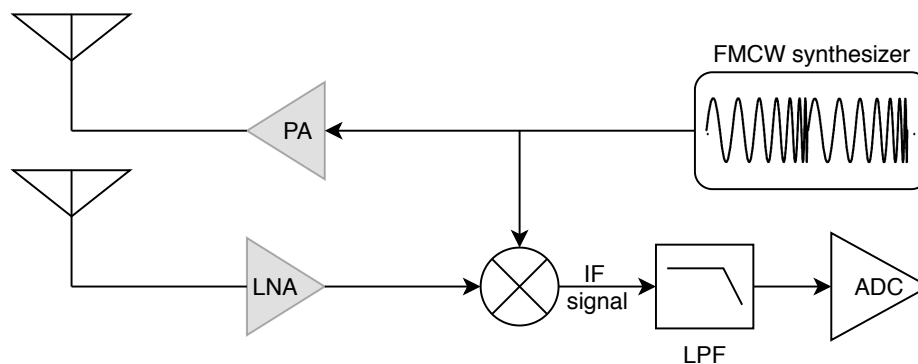 FMCW synthesizer
PA
LNA
IF
signal
ADC
LPF